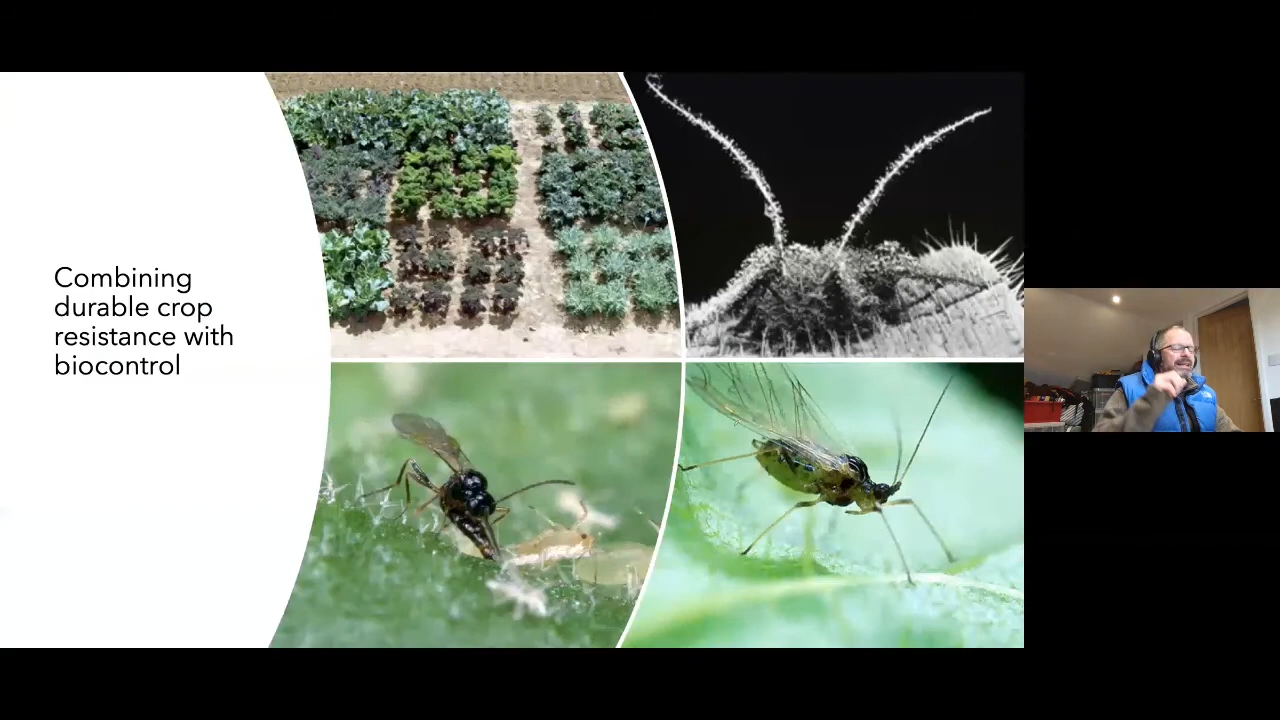 Combining
durable crop
resistance with
biocontrol